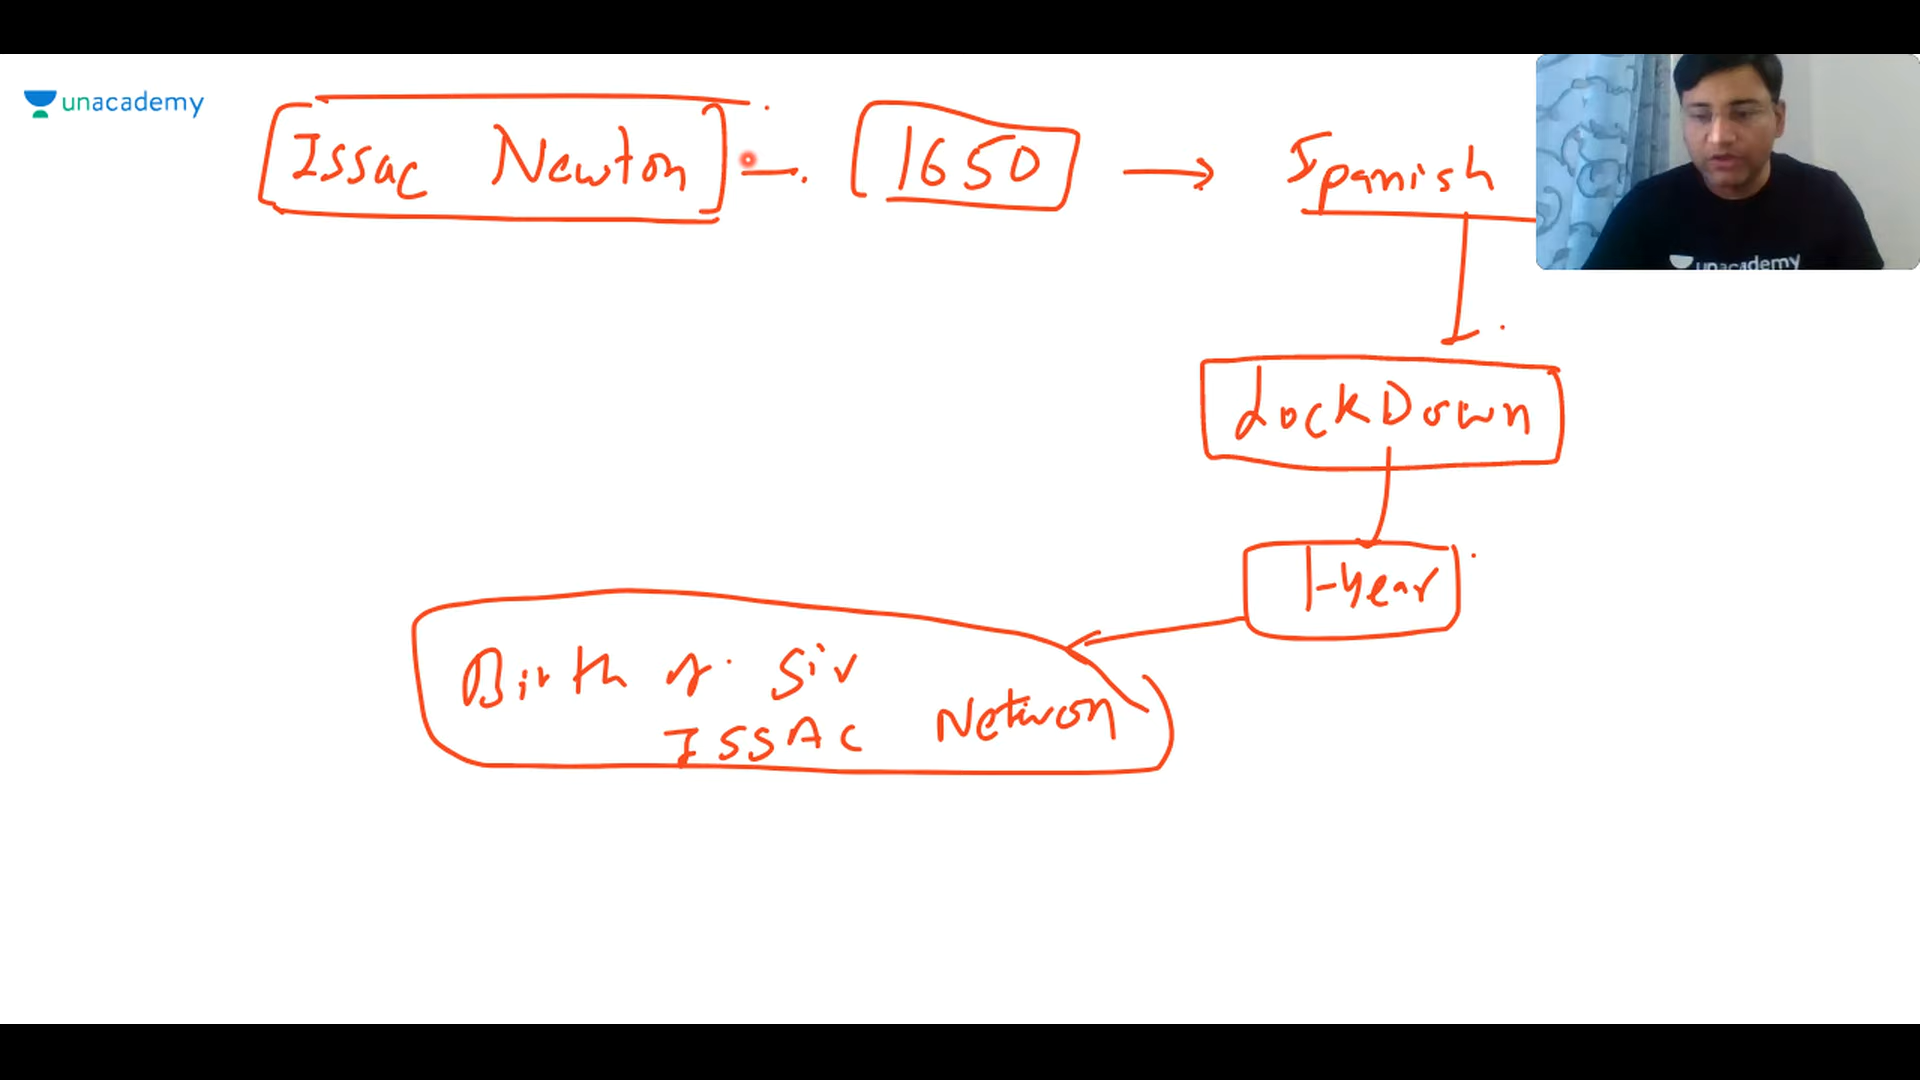 unacademy
Issac Newton — 1650 → Spanish
unacademy
LockDown
1-Year
Birth of Sir
ISSAC Netwon